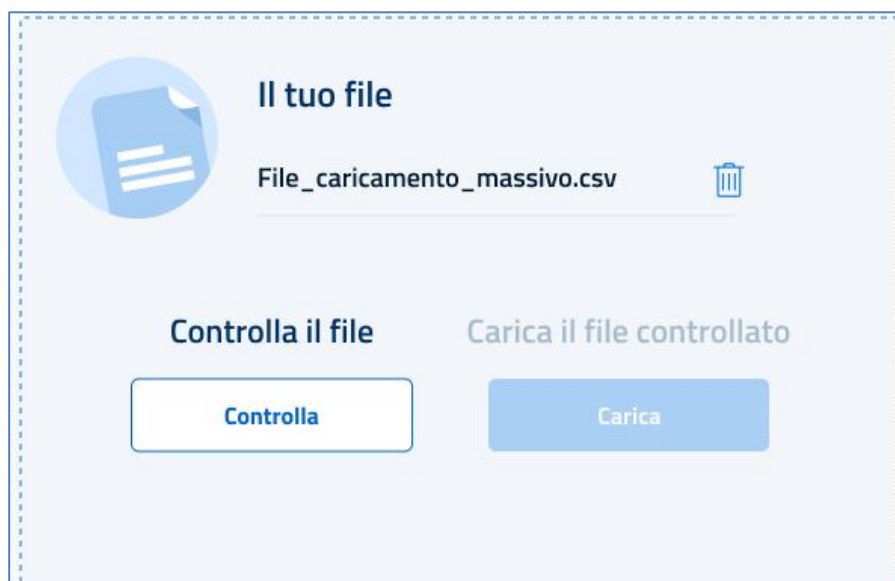 Il tuo file
File_caricamento_massivo.csv
Controlla il file
Carica il file controllato
Controlla
Carica